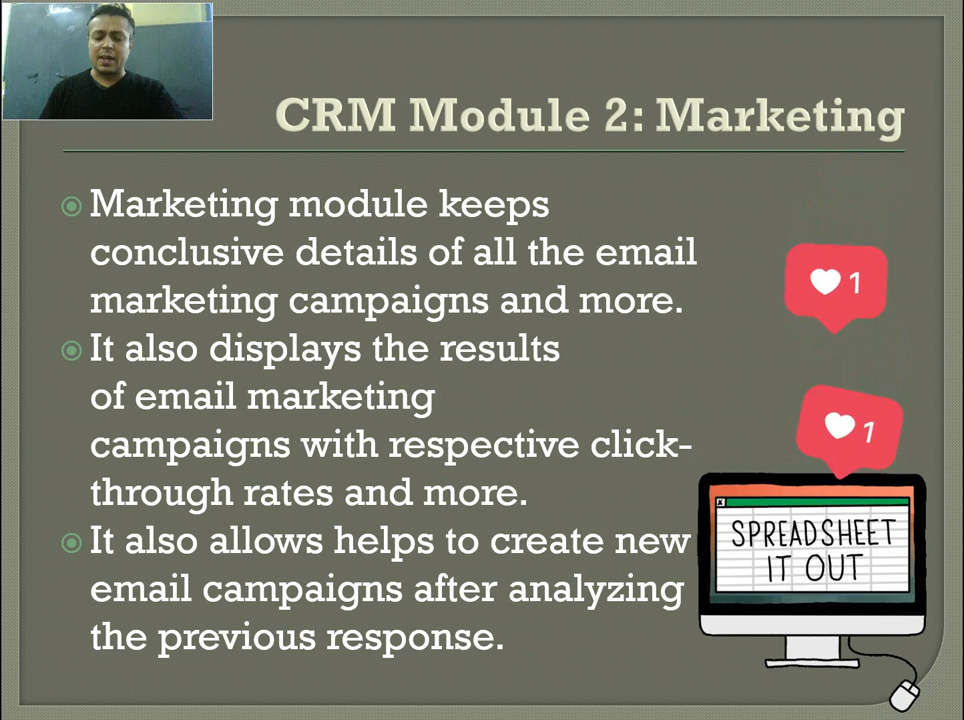 CRM Module 2: Marketing
Marketing module keeps
conclusive details of all the email
marketing campaigns and more.
It also displays the results
of email marketing
campaigns with respective click-
through rates and more.
It also allows helps to create new
email campaigns after analyzing
the previous response.
1
1
X
SPREADSHEET
IT OUT